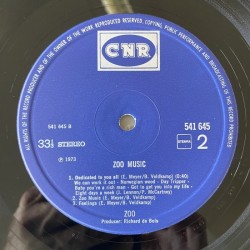 ALL RIGHTS OF THE PRODUCER AND OF THE OWNER OF THE WORK REPRODUCED RESERVED. COPYING, PUBLIC PERFORMANCE AND BROADCASTING OF THIS RECORD PROHIBITED
CNR
541 645 B
33⅓ STEREO
℗ 1973
541 645
STEREO
2
ZOO MUSIC
1. Dedicated to you all (E. Meyer/B. Veldkamp)
We can work it out - Norwegian wood - Day Tripper -
Baby you're a rich man - Got to get you into my life -
Eight days a week (J. Lennon/P. McCartney)
2. Zoo Music (E. Meyer/B. Veldkamp)
3. Feelings (E. Meyer/B. Veldkamp)
ZOO
Producer: Richard de Bois